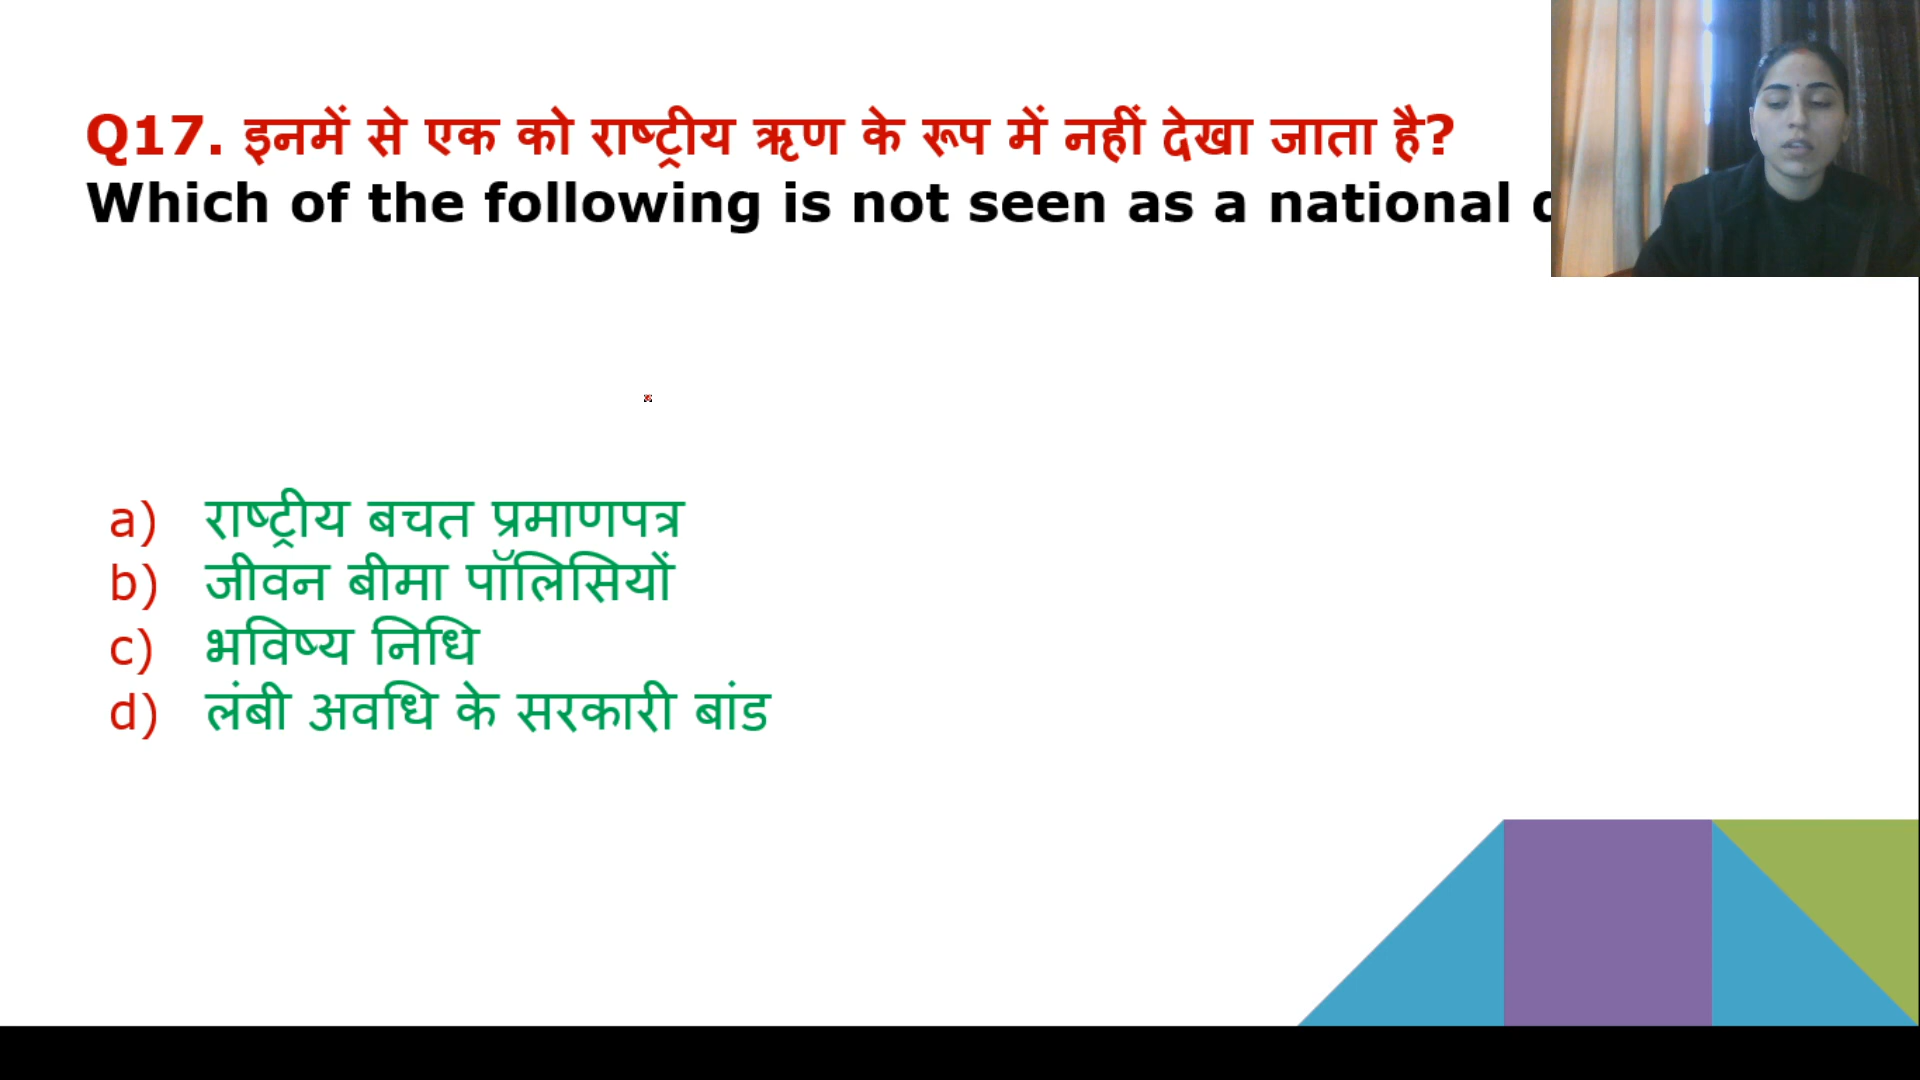 Q17. इनमें से एक को राष्ट्रीय ऋण के रूप में नहीं देखा जाता है?
Which of the following is not seen as a national
a) राष्ट्रीय बचत प्रमाणपत्र
b) जीवन बीमा पॉलिसियों
c) भविष्य निधि
d) लंबी अवधि के सरकारी बांड